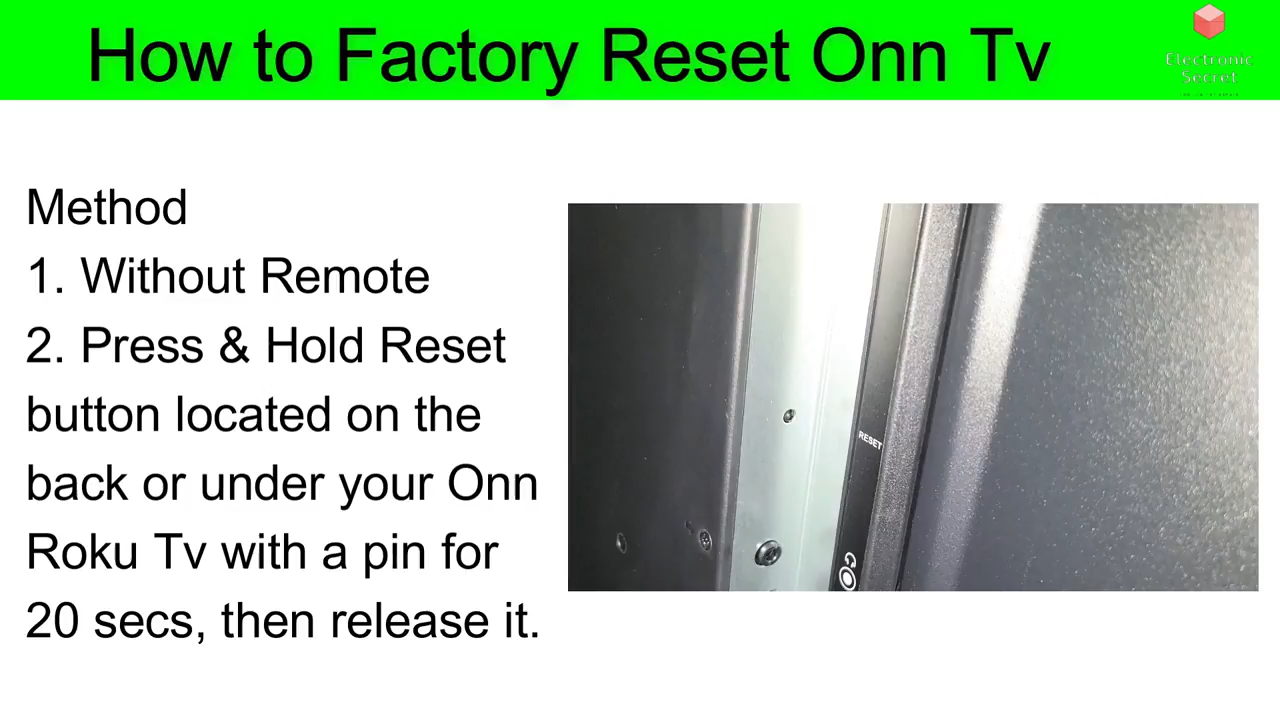 How to Factory Reset Onn Tv
Electronic
Secret
Method
1. Without Remote
2. Press & Hold Reset
button located on the
back or under your Onn
Roku Tv with a pin for
20 secs, then release it.
RESET